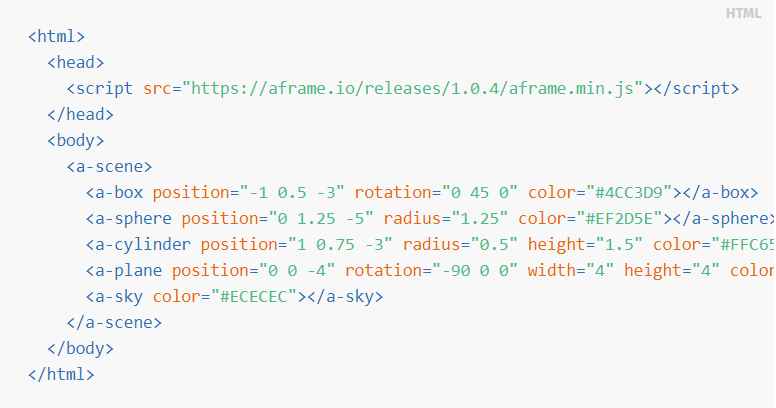 HTML
<html>
<head>
<script src="https://aframe.io/releases/1.0.4/aframe.min.js"></script>
</head>
<body>
<a-scene>
<a-box position="-1 0.5 -3" rotation="0 45 0" color="#4CC3D9"></a-box>
<a-sphere position="0 1.25 -5" radius="1.25" color="#EF2D5E"></a-sphere>
<a-cylinder position="1 0.75 -3" radius="0.5" height="1.5" color="#FFC65
<a-plane position="0 0 -4" rotation="-90 0 0" width="4" height="4" color
<a-sky color="#ECECEC"></a-sky>
</a-scene>
</body>
</html>